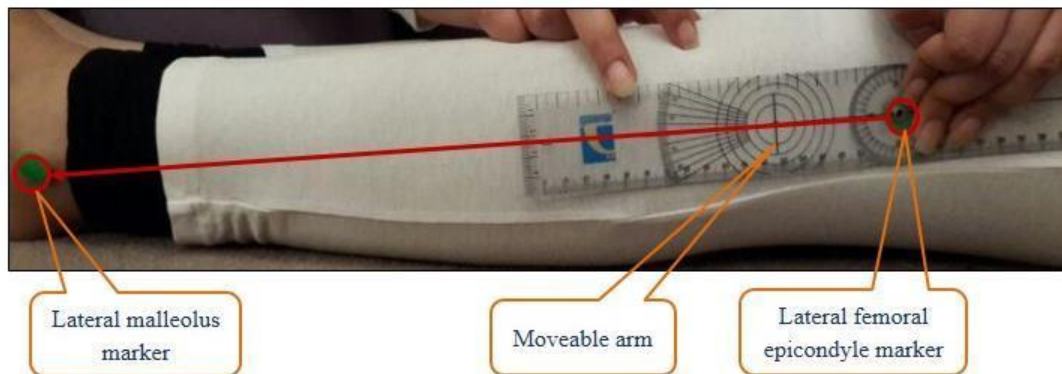 Lateral malleolus
marker
Moveable arm
Lateral femoral
epicondyle marker